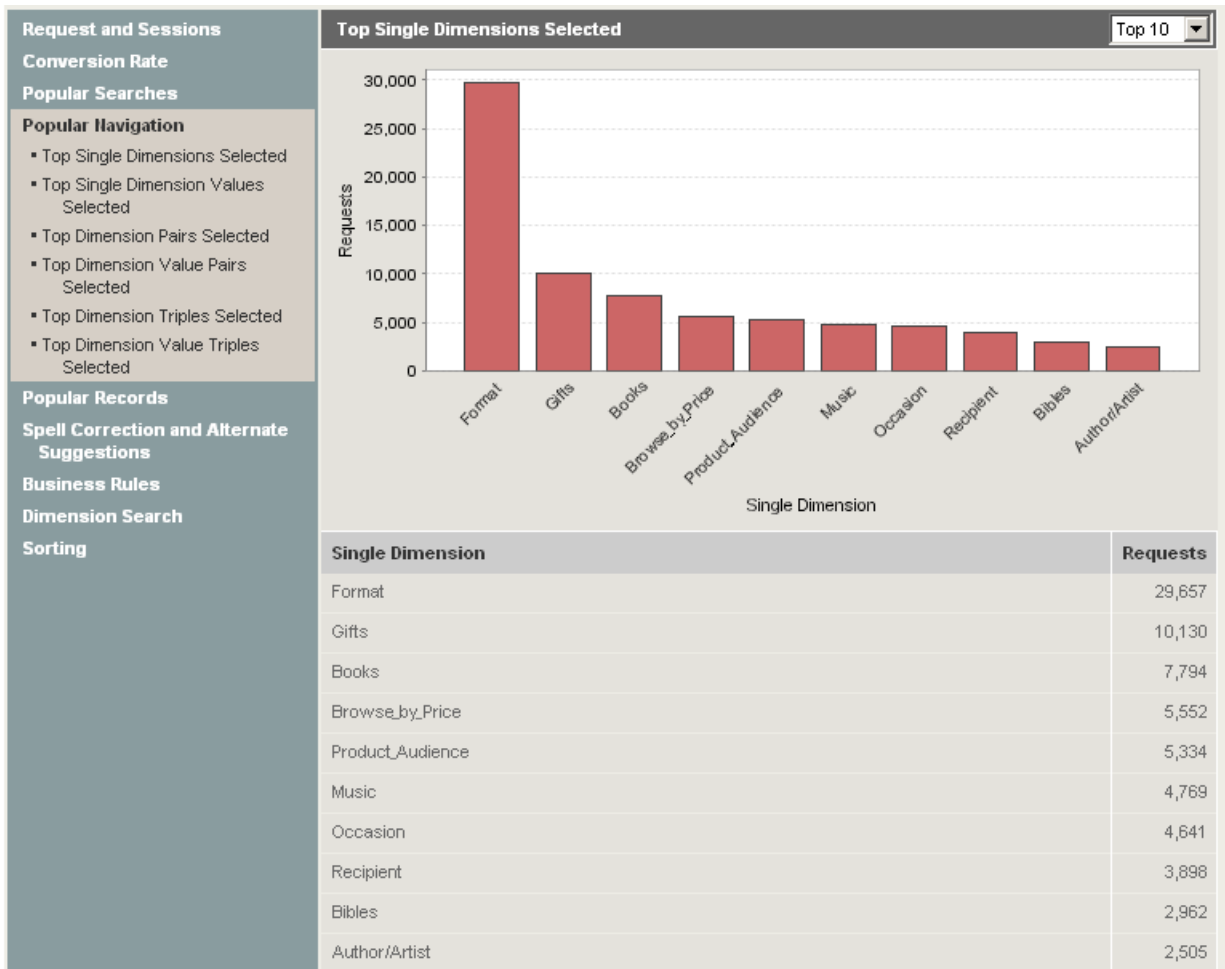 Request and Sessions
Conversion Rate
Popular Searches
Popular Navigation
▪ Top Single Dimensions Selected
▪ Top Single Dimension Values
Selected
▪ Top Dimension Pairs Selected
▪ Top Dimension Value Pairs
Selected
▪ Top Dimension Triples Selected
▪ Top Dimension Value Triples
Selected
Popular Records
Spell Correction and Alternate
Suggestions
Business Rules
Dimension Search
Sorting
Top Single Dimensions Selected
Top 10
30,000
25,000
20,000
15,000
10,000
5,000
0
Requests
Format
Gifts
Books
Browse_by_Price
Product_Audience
Music
Occasion
Recipient
Bibles
Author/Artist
Single Dimension
Single Dimension Requests
Format 29,657
Gifts 10,130
Books 7,794
Browse_by_Price 5,552
Product_Audience 5,334
Music 4,769
Occasion 4,641
Recipient 3,898
Bibles 2,962
Author/Artist 2,505